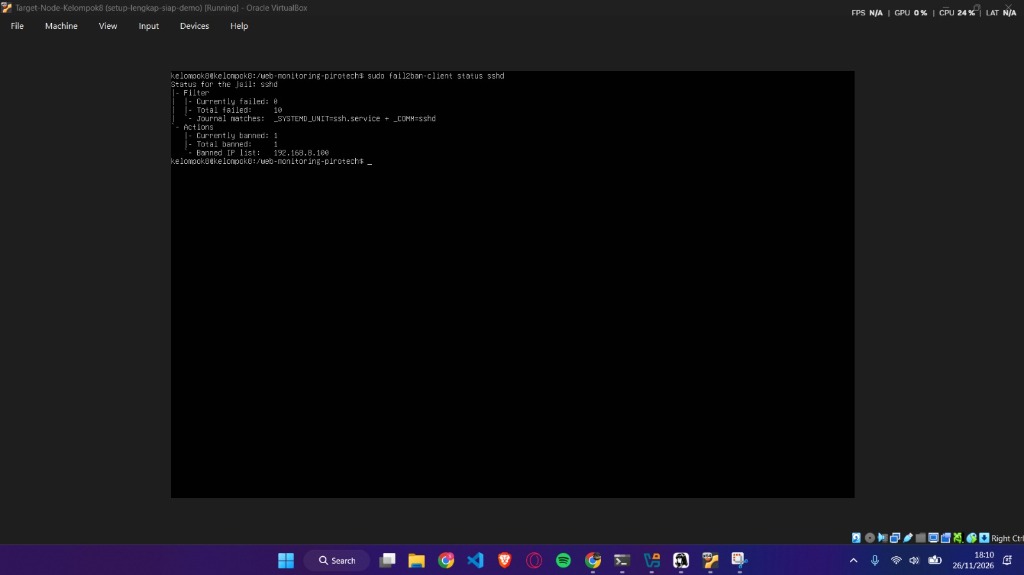 Target-Node-Kelompok8 (setup-lengkap-siap-demo) [Running] - Oracle VirtualBox
FPS N/A | GPU 0 % | CPU 24 % | LAT N/A
File Machine View Input Devices Help
kelompok8@kelompok8:/web-monitoring-pirotech$ sudo fail2ban-client status sshd
Status for the jail: sshd
|- Filter
|  |- Currently failed: 0
|  |- Total failed:     10
|  `- Journal matches:  _SYSTEMD_UNIT=ssh.service + _COMM=sshd
`- Actions
   |- Currently banned: 1
   |- Total banned:     1
   `- Banned IP list:   192.168.8.100
kelompok8@kelompok8:/web-monitoring-pirotech$ _
Right Ctrl
Search
18:10
26/11/2026